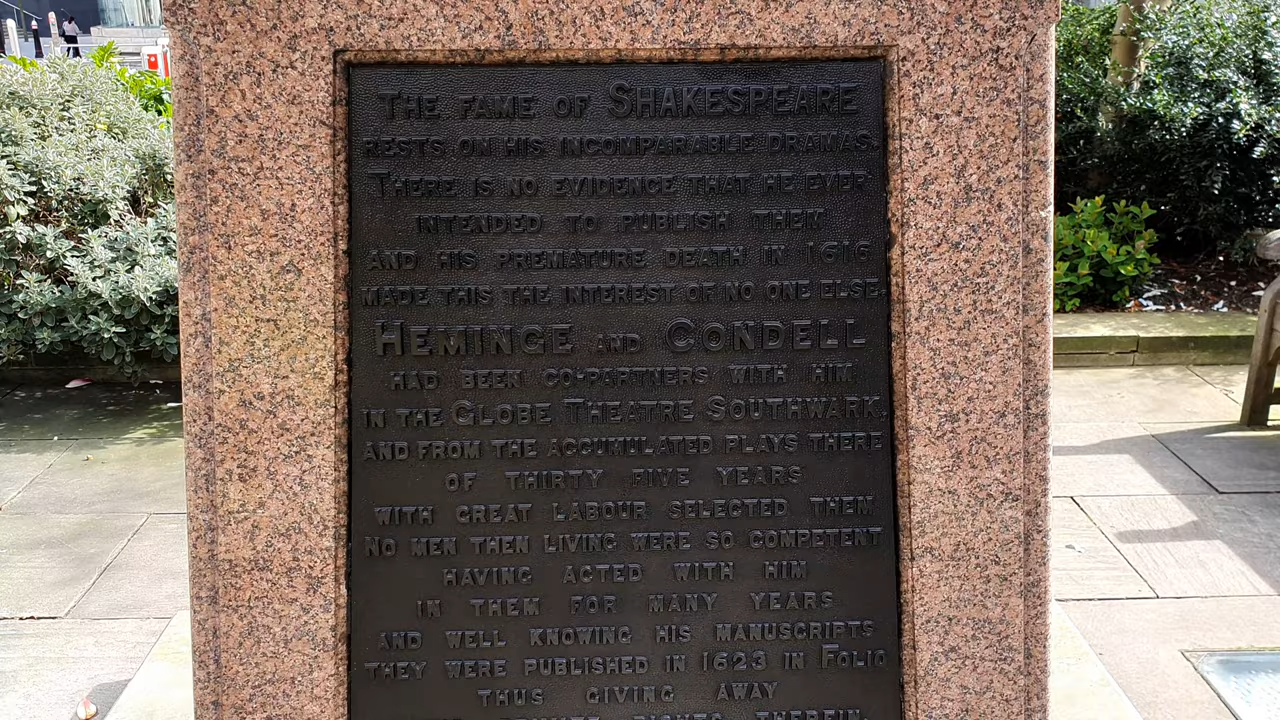 THE FAME OF SHAKESPEARE
RESTS ON HIS INCOMPARABLE DRAMAS.
THERE IS NO EVIDENCE THAT HE EVER
INTENDED TO PUBLISH THEM
AND HIS PREMATURE DEATH IN 1616
MADE THIS THE INTEREST OF NO ONE ELSE.
HEMINGE AND CONDELL
HAD BEEN CO-PARTNERS WITH HIM
IN THE GLOBE THEATRE SOUTHWARK.
AND FROM THE ACCUMULATED PLAYS THERE
OF THIRTY FIVE YEARS
WITH GREAT LABOUR SELECTED THEM
NO MEN THEN LIVING WERE SO COMPETENT
HAVING ACTED WITH HIM
IN THEM FOR MANY YEARS
AND WELL KNOWING HIS MANUSCRIPTS
THEY WERE PUBLISHED IN 1623 IN FOLIO
THUS GIVING AWAY
PRIVATE RIGHTS THEREIN.